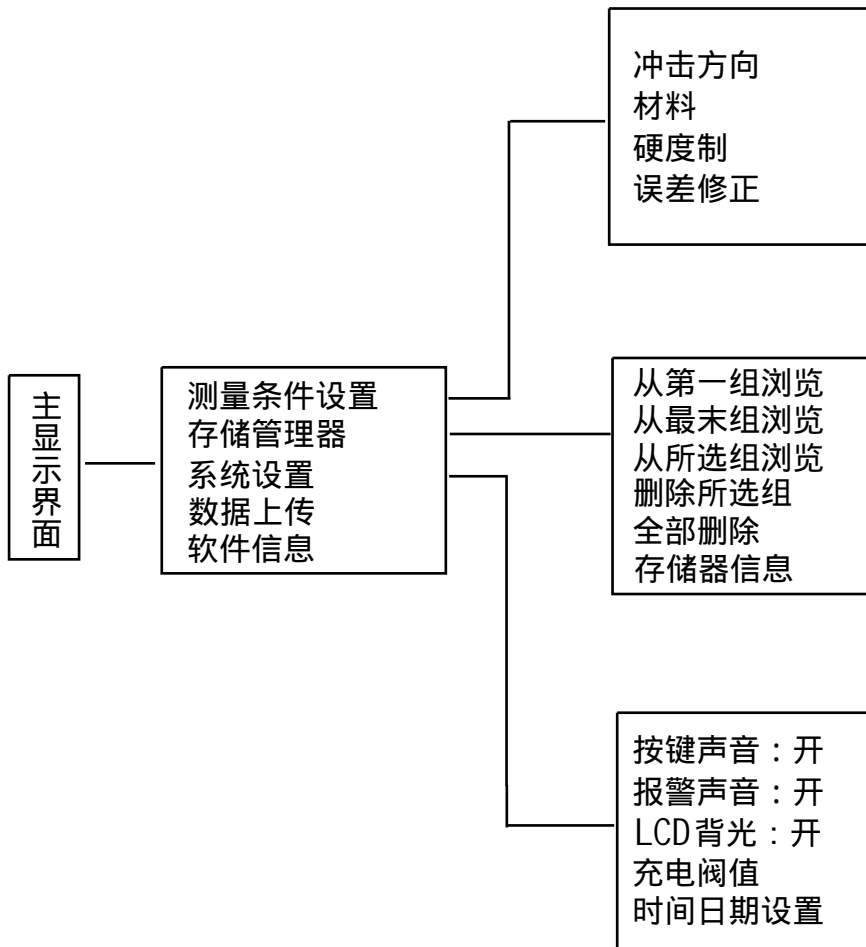 主显示界面
测量条件设置
存储管理器
系统设置
数据上传
软件信息
冲击方向
材料
硬度制
误差修正
从第一组浏览
从最末组浏览
从所选组浏览
删除所选组
全部删除
存储器信息
按键声音：开
报警声音：开
LCD背光：开
充电阀值
时间日期设置